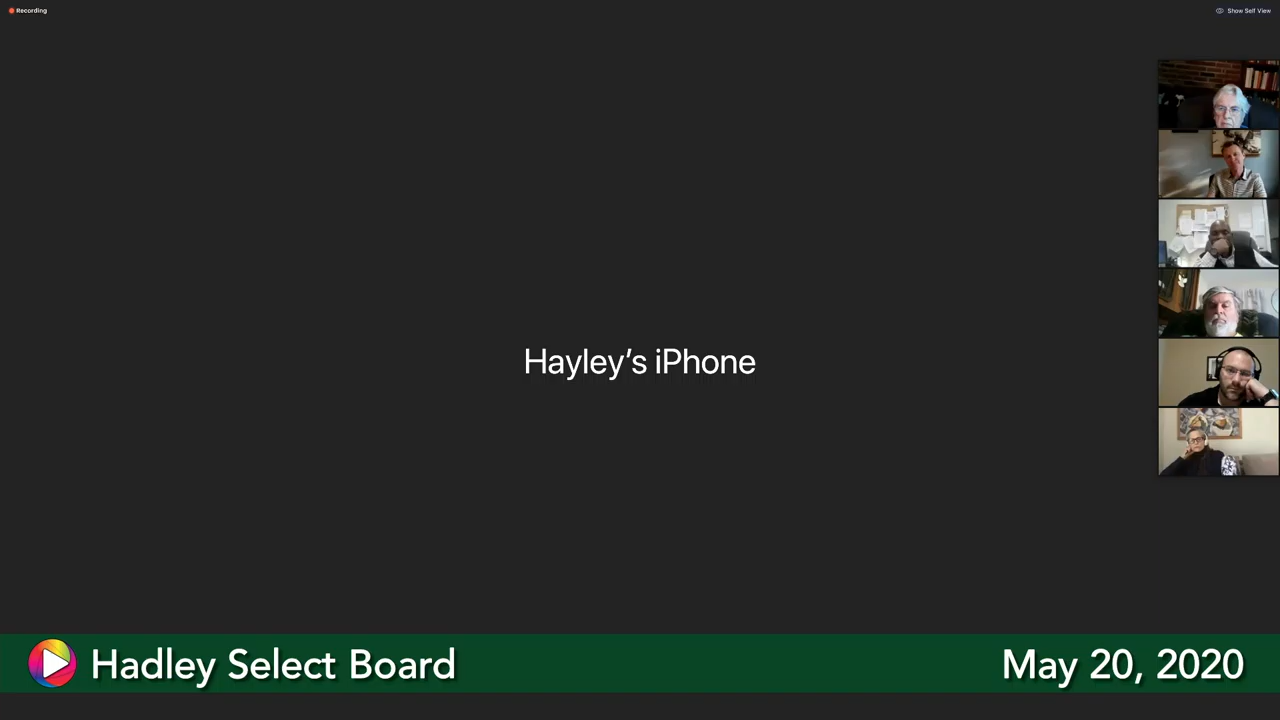 Recording
Show Self View
Hayley's iPhone
Hadley Select Board
May 20, 2020